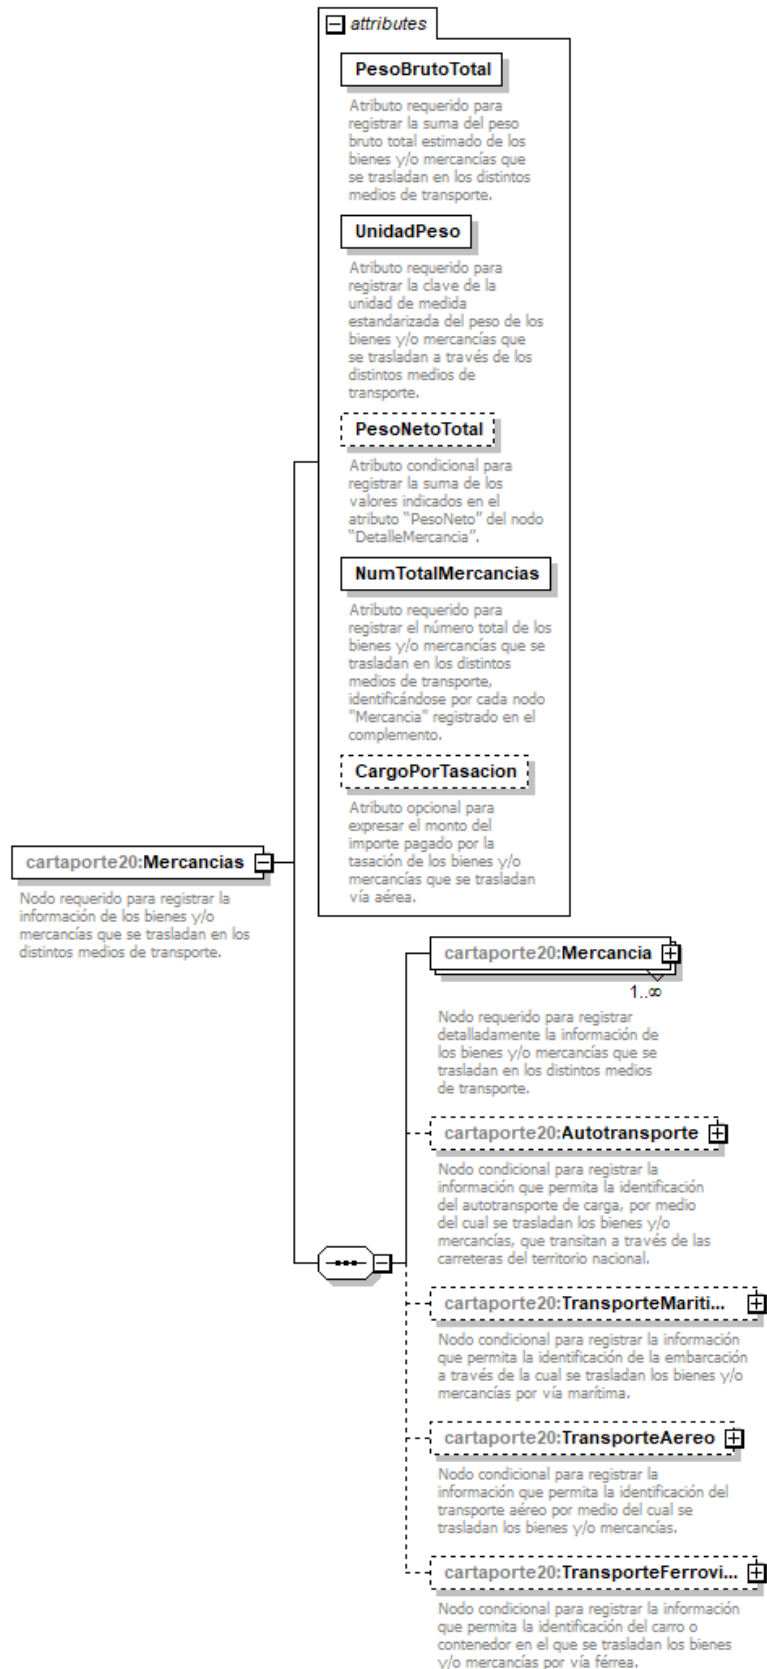 attributes
PesoBrutoTotal
Atributo requerido para
registrar la suma del peso
bruto total estimado de los
bienes y/o mercancías que
se trasladan en los distintos
medios de transporte.
UnidadPeso
Atributo requerido para
registrar la clave de la
unidad de medida
estandarizada del peso de los
bienes y/o mercancías que
se trasladan a través de los
distintos medios de
transporte.
PesoNetoTotal
Atributo condicional para
registrar la suma de los
valores indicados en el
atributo "PesoNeto" del nodo
"DetalleMercancia".
NumTotalMercancias
Atributo requerido para
registrar el número total de los
bienes y/o mercancías que se
trasladan en los distintos
medios de transporte,
identificándose por cada nodo
"Mercancia" registrado en el
complemento.
CargoPorTasacion
Atributo opcional para
expresar el monto del
importe pagado por la
tasación de los bienes y/o
mercancías que se trasladan
vía aérea.
cartaporte20:Mercancias
Nodo requerido para registrar la
información de los bienes y/o
mercancías que se trasladan en los
distintos medios de transporte.
cartaporte20:Mercancia
1..∞
Nodo requerido para registrar
detalladamente la información de
los bienes y/o mercancías que se
trasladan en los distintos medios
de transporte.
cartaporte20:Autotransporte
Nodo condicional para registrar la
información que permita la identificación
del autotransporte de carga, por medio
del cual se trasladan los bienes y/o
mercancías, que transitan a través de las
carreteras del territorio nacional.
cartaporte20:TransporteMariti...
Nodo condicional para registrar la información
que permita la identificación de la embarcación
a través de la cual se trasladan los bienes y/o
mercancías por vía marítima.
cartaporte20:TransporteAereo
Nodo condicional para registrar la
información que permita la identificación del
transporte aéreo por medio del cual se
trasladan los bienes y/o mercancías.
cartaporte20:TransporteFerrovi...
Nodo condicional para registrar la información
que permita la identificación del carro o
contenedor en el que se trasladan los bienes
y/o mercancías por vía férrea.